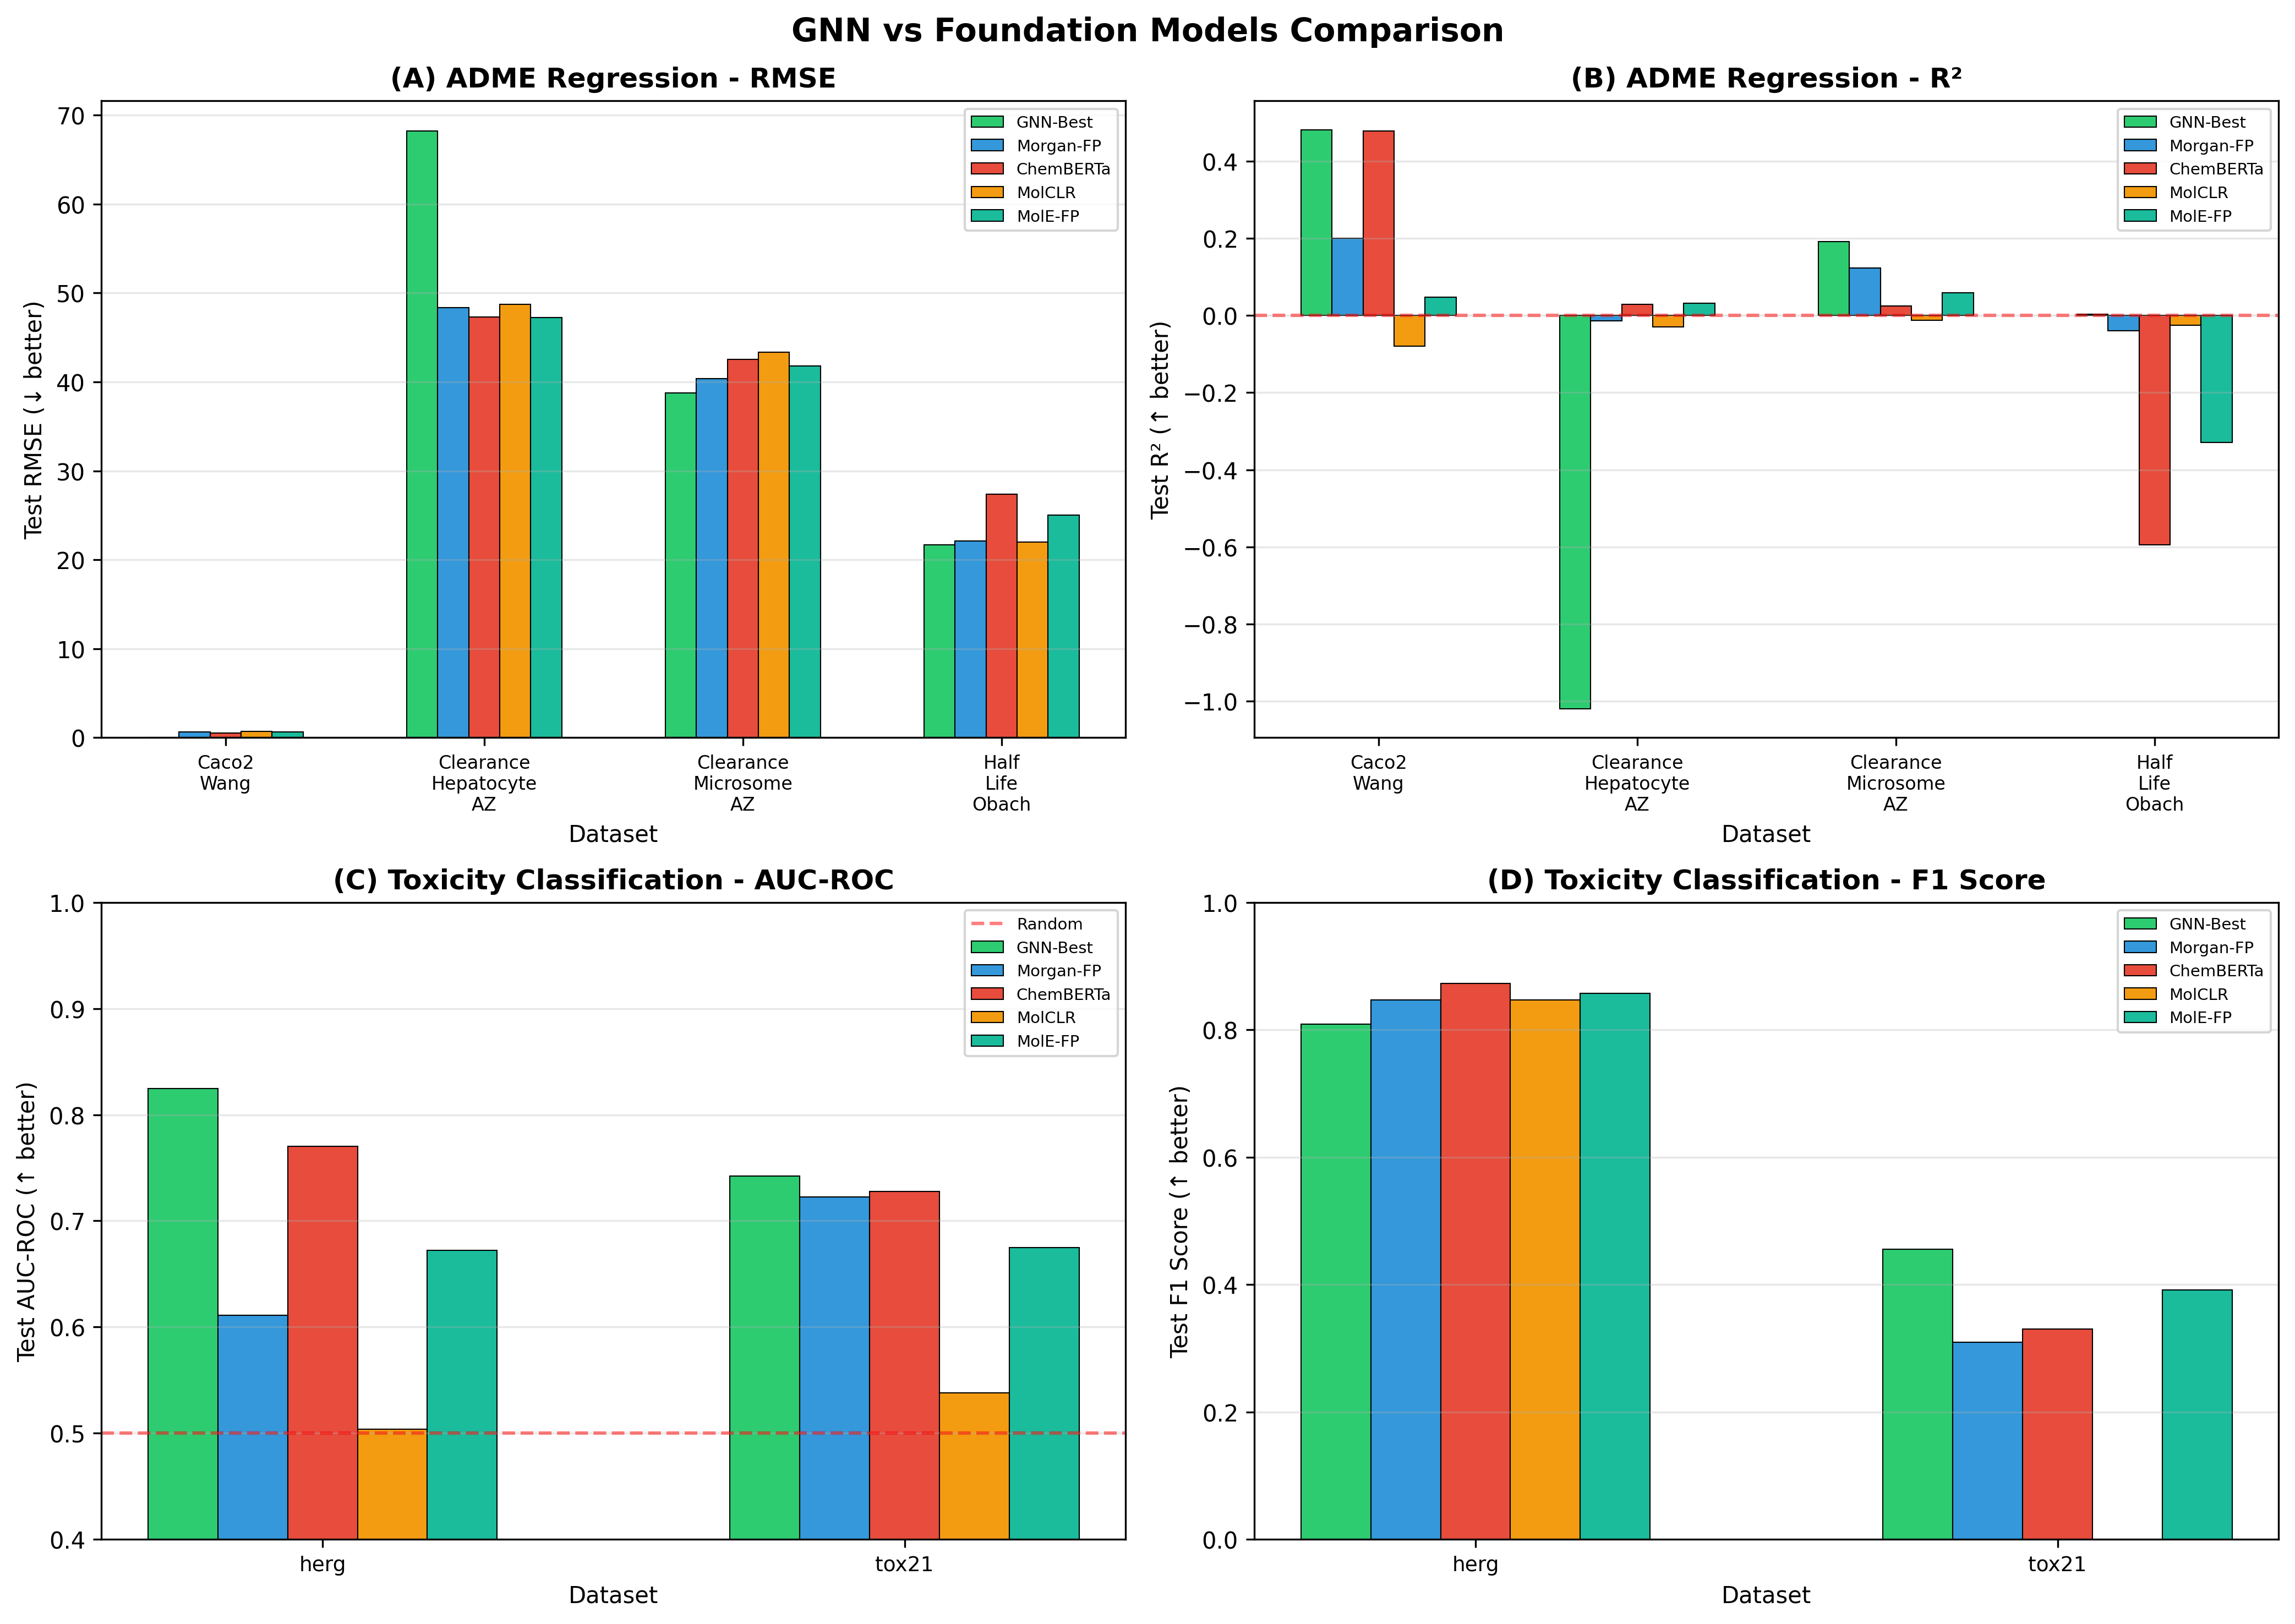 GNN vs Foundation Models Comparison
(A) ADME Regression - RMSE
70
60
50
40
30
20
10
0
Test RMSE (↓ better)
GNN-Best
Morgan-FP
ChemBERTa
MolCLR
MolE-FP
Caco2
Wang
Clearance
Hepatocyte
AZ
Clearance
Microsome
AZ
Half
Life
Obach
Dataset
(B) ADME Regression - R²
0.4
0.2
0.0
−0.2
−0.4
−0.6
−0.8
−1.0
Test R² (↑ better)
GNN-Best
Morgan-FP
ChemBERTa
MolCLR
MolE-FP
Caco2
Wang
Clearance
Hepatocyte
AZ
Clearance
Microsome
AZ
Half
Life
Obach
Dataset
(C) Toxicity Classification - AUC-ROC
1.0
0.9
0.8
0.7
0.6
0.5
0.4
Test AUC-ROC (↑ better)
Random
GNN-Best
Morgan-FP
ChemBERTa
MolCLR
MolE-FP
herg
tox21
Dataset
(D) Toxicity Classification - F1 Score
1.0
0.8
0.6
0.4
0.2
0.0
Test F1 Score (↑ better)
GNN-Best
Morgan-FP
ChemBERTa
MolCLR
MolE-FP
herg
tox21
Dataset